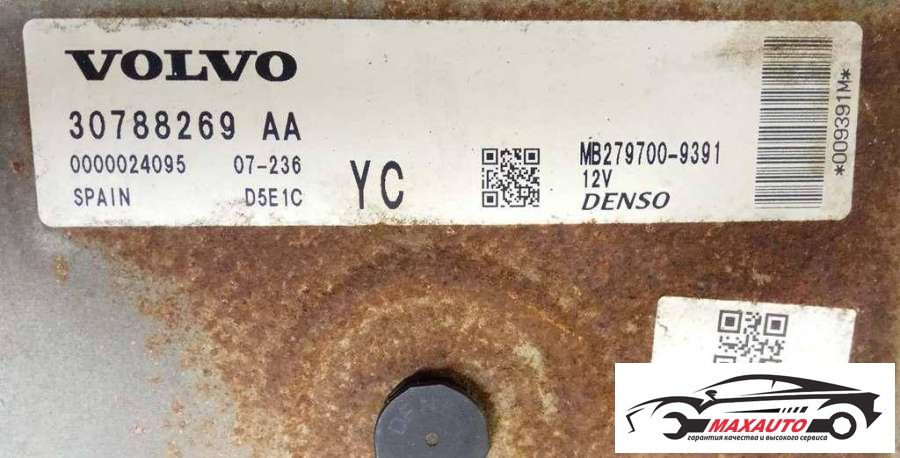 VOLVO
30788269 AA
0000024095 07-236
SPAIN D5E1C
YC
MB279700-9391
12V
DENSO
*009391M*
MAXAUTO
гарантия качества и высокого сервиса